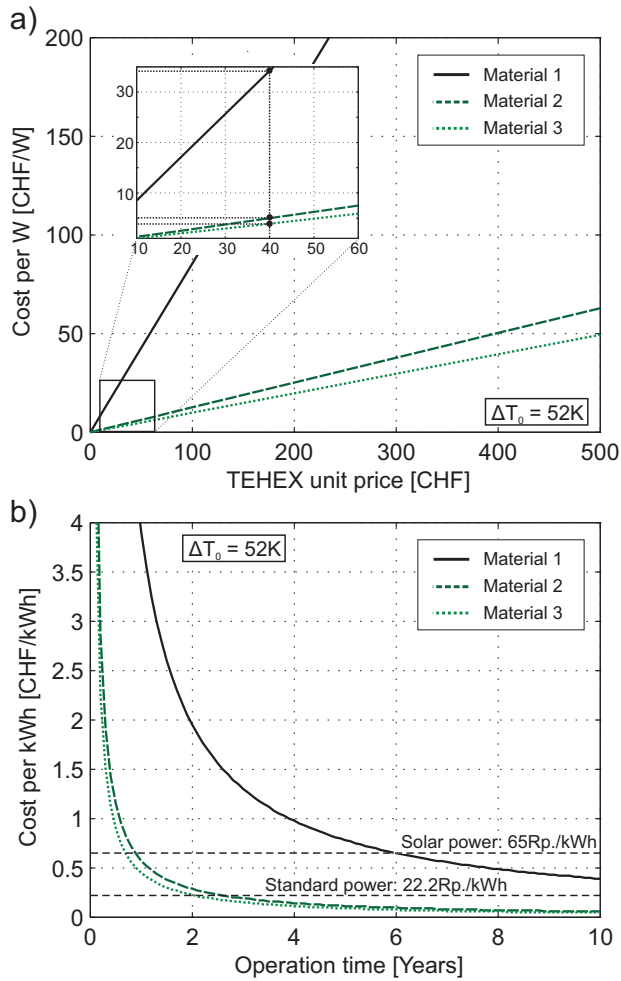 a)
200
150
100
50
0
Cost per W [CHF/W]
30
20
10
5
10 20 30 40 50 60
Material 1
Material 2
Material 3
ΔT₀ = 52K
0 100 200 300 400 500
TEHEX unit price [CHF]
b)
4
3.5
3
2.5
2
1.5
1
0.5
0
Cost per kWh [CHF/kWh]
ΔT₀ = 52K
Material 1
Material 2
Material 3
Solar power: 65Rp./kWh
Standard power: 22.2Rp./kWh
0 2 4 6 8 10
Operation time [Years]